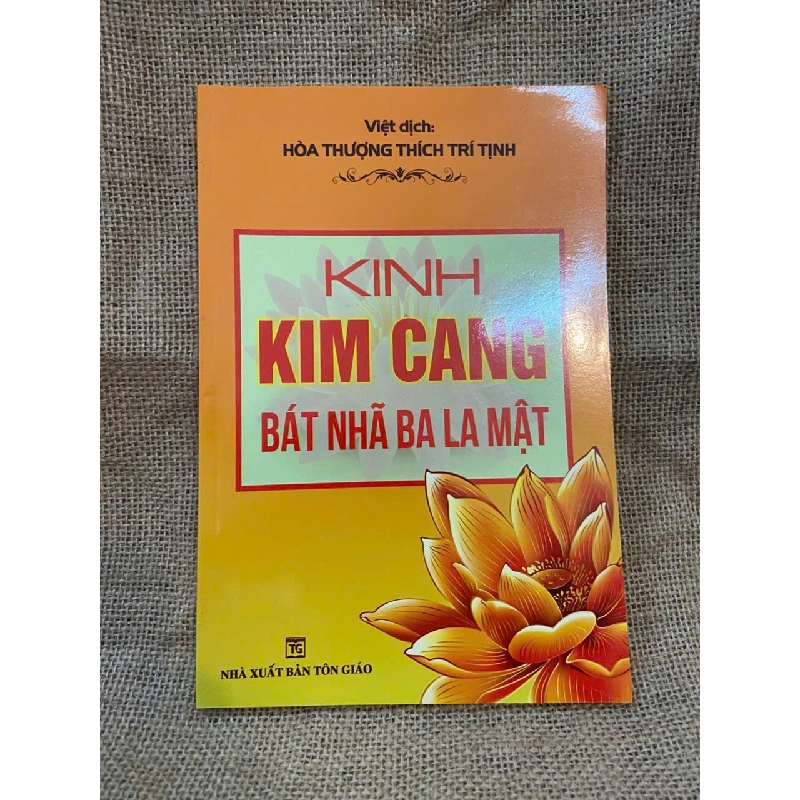 Việt dịch:
HÒA THƯỢNG THÍCH TRÍ TỊNH
KINH
KIM CANG
BÁT NHÃ BA LA MẬT
TG
NHÀ XUẤT BẢN TÔN GIÁO